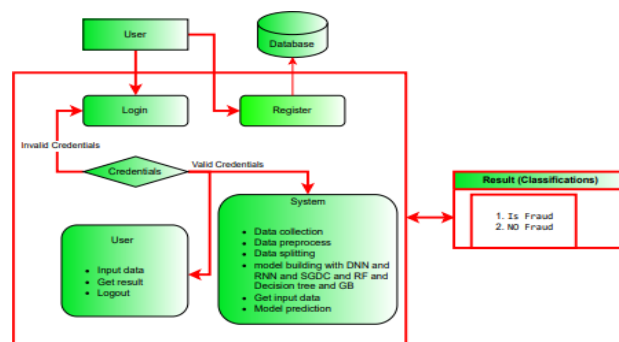 User
Database
Login
Register
Invalid Credentials
Credentials
Valid Credentials
Result (Classifications)
1. Is Fraud
2. NO Fraud
System
• Data collection
• Data preprocess
• Data splitting
• model building with DNN and
RNN and SGDC and RF and
Decision tree and GB
• Get input data
• Model prediction
User
• Input data
• Get result
• Logout